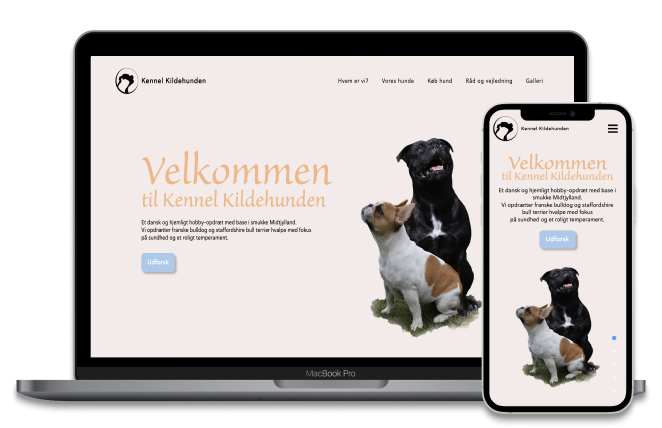 Kennel Kildehunden
Hvem er vi? Vores hunde Køb hund Råd og vejledning Galleri
Velkommen
til Kennel Kildehunden
Et dansk og hjemligt hobby-opdræt med base i smukke Midtjylland.
Vi opdrætter franske bulldog og staffordshire bull terrier hvalpe med fokus
på sundhed og et roligt temperament.
Udforsk
MacBook Pro
Kennel Kildehunden
Velkommen
til Kennel Kildehunden
Et dansk og hjemligt hobby-opdræt med base i
smukke Midtjylland.
Vi opdrætter franske bulldog og staffordshire
bull terrier hvalpe med fokus
på sundhed og et roligt temperament.
Udforsk